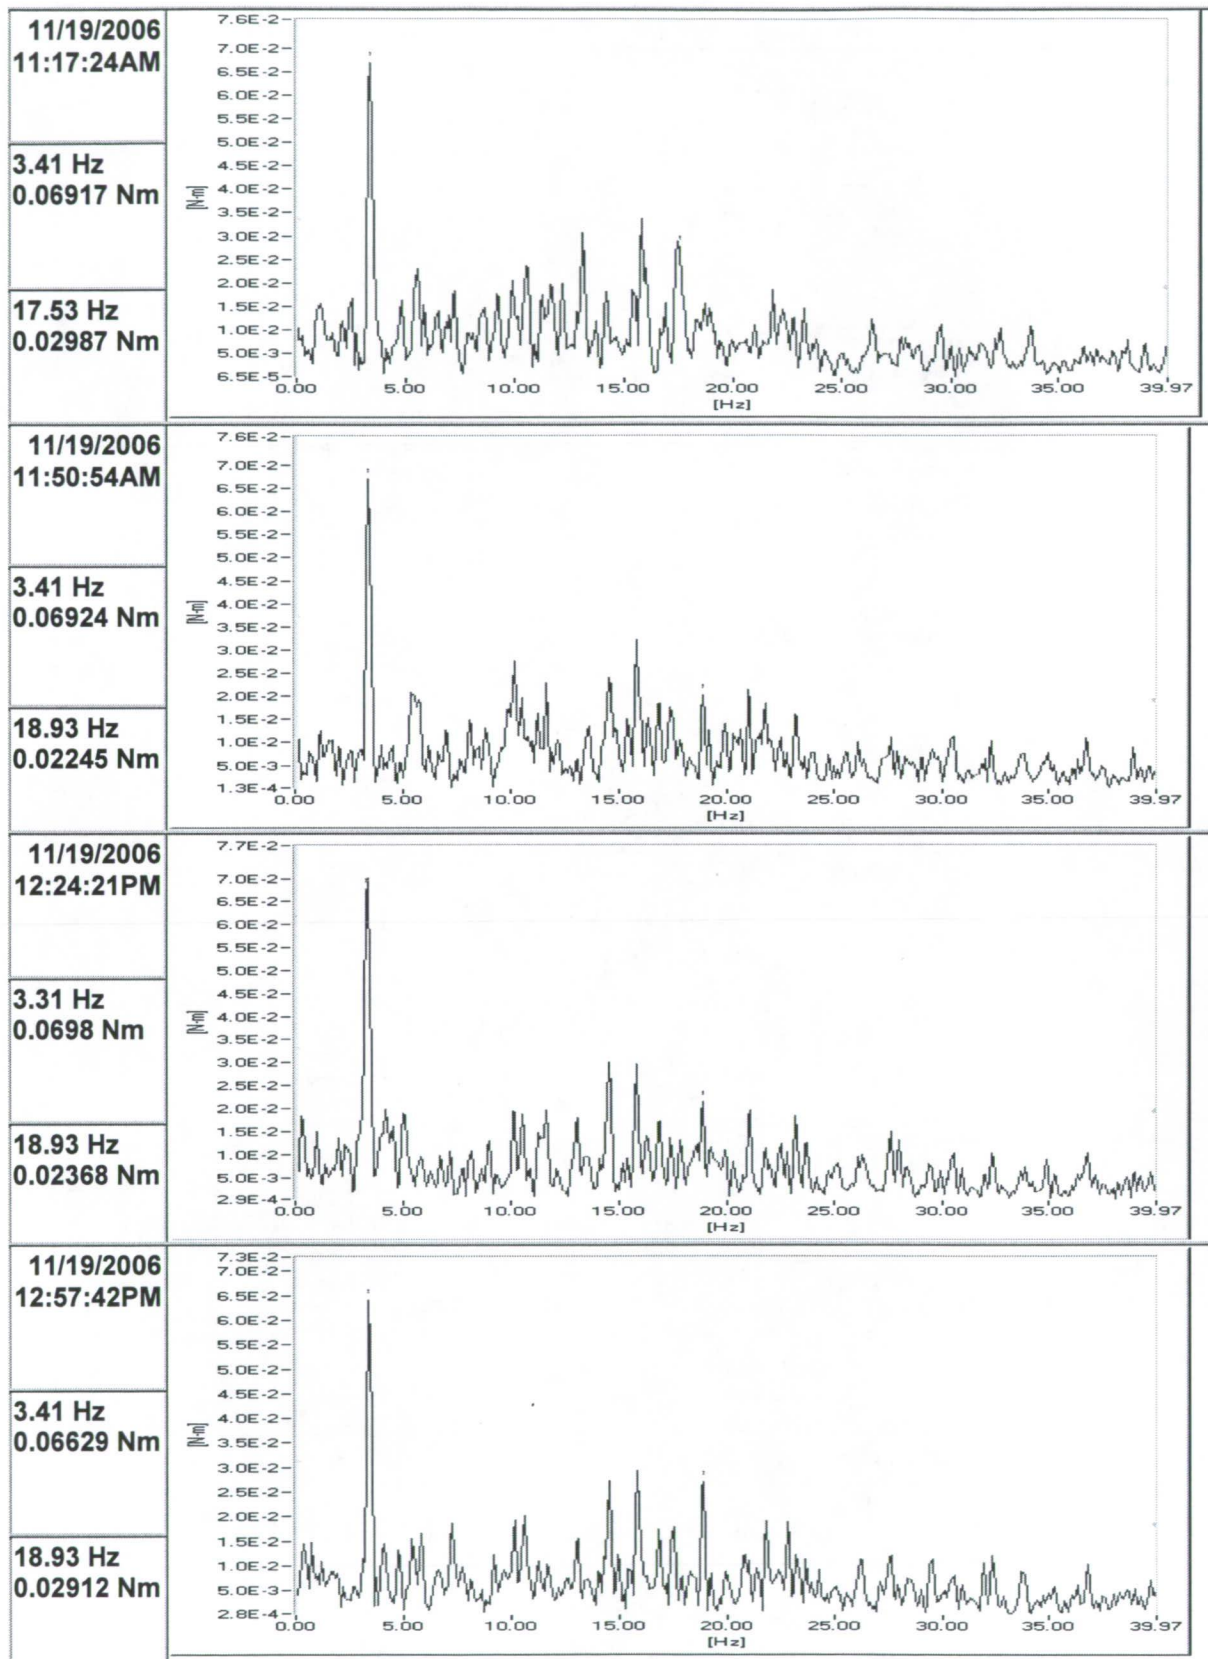 11/19/2006
11:17:24AM
3.41 Hz
0.06917 Nm
17.53 Hz
0.02987 Nm
7.6E-2
7.0E-2
6.5E-2
6.0E-2
5.5E-2
5.0E-2
4.5E-2
4.0E-2
3.5E-2
3.0E-2
2.5E-2
2.0E-2
1.5E-2
1.0E-2
5.0E-3
6.5E-5
[N-m]
0.00 5.00 10.00 15.00 20.00 25.00 30.00 35.00 39.97
[Hz]
11/19/2006
11:50:54AM
3.41 Hz
0.06924 Nm
18.93 Hz
0.02245 Nm
7.6E-2
7.0E-2
6.5E-2
6.0E-2
5.5E-2
5.0E-2
4.5E-2
4.0E-2
3.5E-2
3.0E-2
2.5E-2
2.0E-2
1.5E-2
1.0E-2
5.0E-3
1.3E-4
[N-m]
0.00 5.00 10.00 15.00 20.00 25.00 30.00 35.00 39.97
[Hz]
11/19/2006
12:24:21PM
3.31 Hz
0.0698 Nm
18.93 Hz
0.02368 Nm
7.7E-2
7.0E-2
6.5E-2
6.0E-2
5.5E-2
5.0E-2
4.5E-2
4.0E-2
3.5E-2
3.0E-2
2.5E-2
2.0E-2
1.5E-2
1.0E-2
5.0E-3
2.9E-4
[N-m]
0.00 5.00 10.00 15.00 20.00 25.00 30.00 35.00 39.97
[Hz]
11/19/2006
12:57:42PM
3.41 Hz
0.06629 Nm
18.93 Hz
0.02912 Nm
7.3E-2
7.0E-2
6.5E-2
6.0E-2
5.5E-2
5.0E-2
4.5E-2
4.0E-2
3.5E-2
3.0E-2
2.5E-2
2.0E-2
1.5E-2
1.0E-2
5.0E-3
2.8E-4
[N-m]
0.00 5.00 10.00 15.00 20.00 25.00 30.00 35.00 39.97
[Hz]